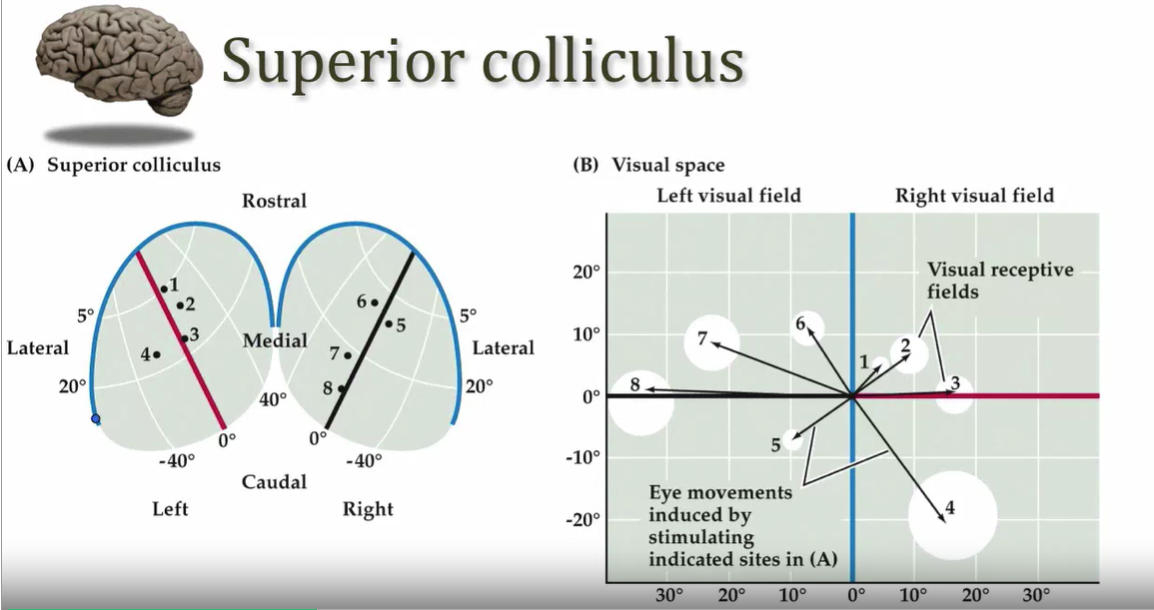 Superior colliculus
(A) Superior colliculus
Rostral
1
2
3
4
5°
Lateral
20°
Medial
40°
0°
-40°
Left
6
5
7
8
5°
Lateral
20°
0°
-40°
Caudal
Right
(B) Visual space
Left visual field
Right visual field
Visual receptive
fields
20°
10°
0°
-10°
-20°
7
6
1
2
8
3
5
4
Eye movements
induced by
stimulating
indicated sites in (A)
30°
20°
10°
0°
10°
20°
30°